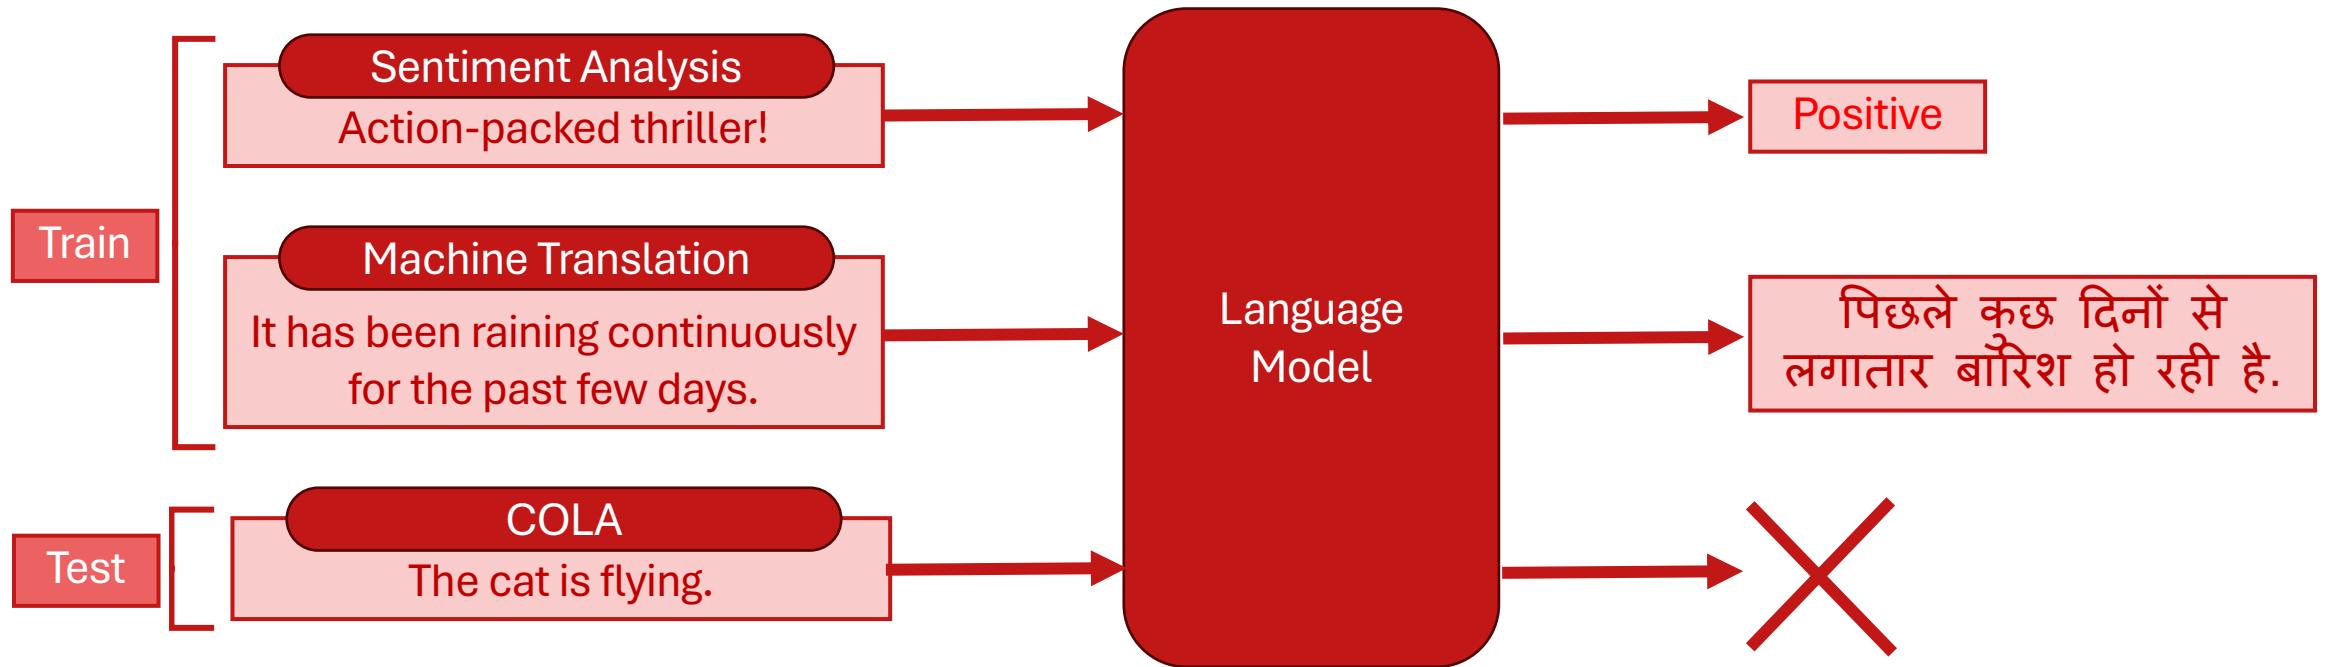 Train
Sentiment Analysis
Action-packed thriller!
Positive
Machine Translation
It has been raining continuously
for the past few days.
Language
Model
पिछले कुछ दिनों से
लगातार बारिश हो रही है.
Test
COLA
The cat is flying.